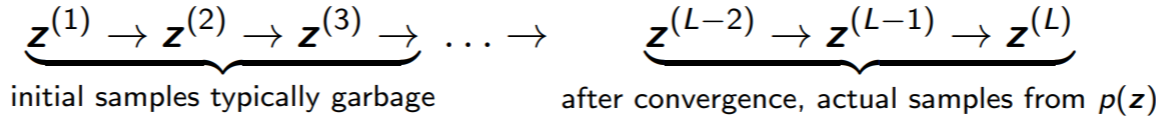 z^(1) → z^(2) → z^(3) → … → z^(L−2) → z^(L−1) → z^(L)
initial samples typically garbage after convergence, actual samples from p(z)